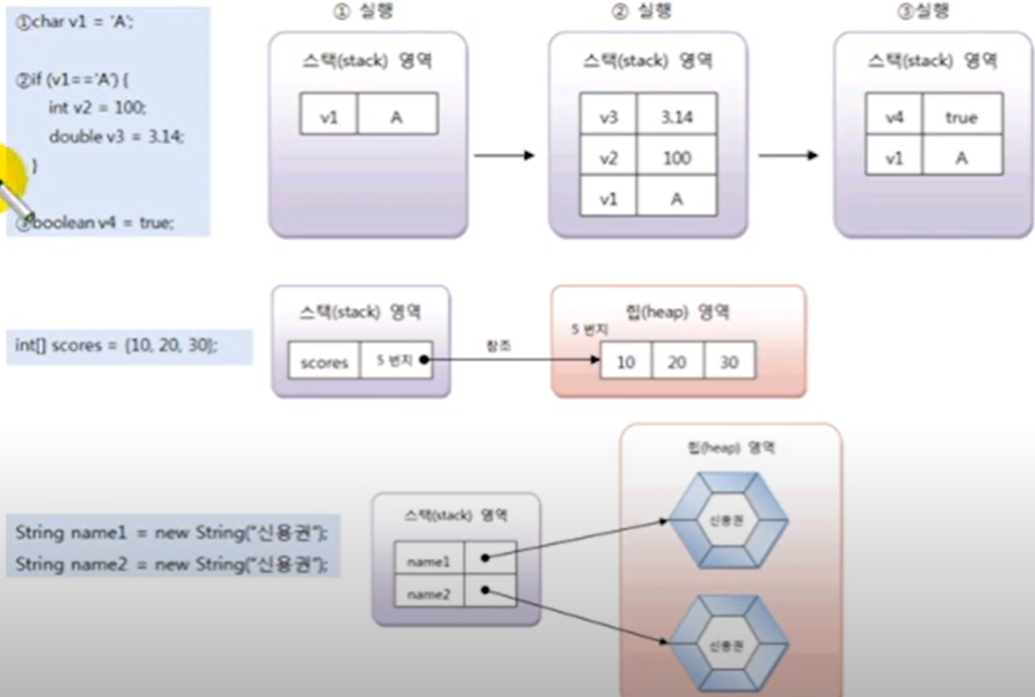 ① 실행
② 실행
③실행
①char v1 = 'A';
②if (v1=='A') {
int v2 = 100;
double v3 = 3.14;
}
③boolean v4 = true;
스택(stack) 영역
v1 A
스택(stack) 영역
v3 3.14
v2 100
v1 A
스택(stack) 영역
v4 true
v1 A
int[] scores = {10, 20, 30};
스택(stack) 영역
scores 5 번지
참조
힙(heap) 영역
5 번지
10 20 30
String name1 = new String("신용권");
String name2 = new String("신용권");
스택(stack) 영역
name1
name2
힙(heap) 영역
신용권
신용권